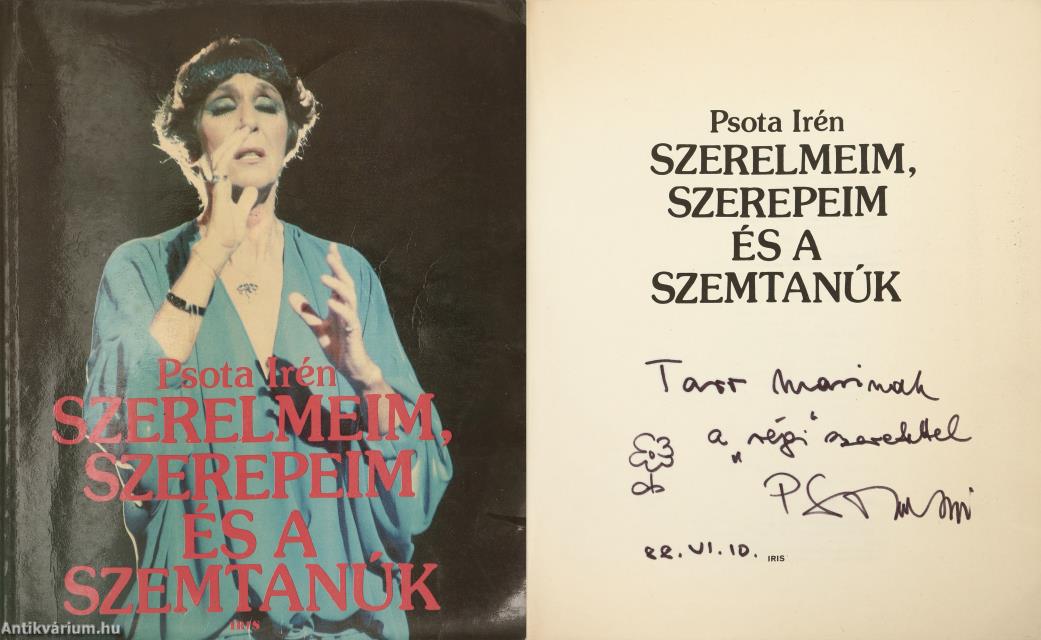 Psota Irén
SZERELMEIM,
SZEREPEIM
ÉS A
SZEMTANÚK
IRIS
Antikvárium.hu
Psota Irén
SZERELMEIM,
SZEREPEIM
ÉS A
SZEMTANÚK
Tarr Marinak
a „régi" szeretettel
88. VI. 10.
IRIS